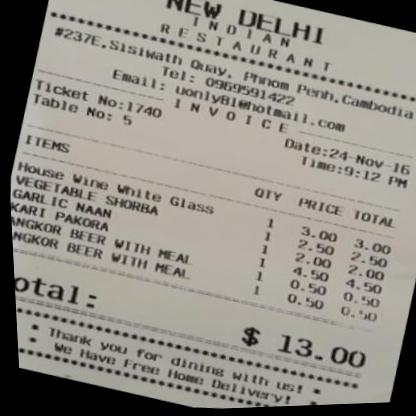 NEW DELHI
INDIAN
RESTAURANT
#237E,Sisiwath Quay, Phnom Penh,Cambodia
Tel: 0969591422
Email: uonly81@hotmail.com
INVOICE
Ticket No:1740 Date:24-Nov-16
Table No: 5 Time:9:12 PM
ITEMS QTY PRICE TOTAL
House Wine White Glass 1 3.00 3.00
VEGETABLE SHORBA 1 2.50 2.50
GARLIC NAAN 1 2.00 2.00
KARI PAKORA 1 4.50 4.50
ANGKOR BEER WITH MEAL 1 0.50 0.50
NGKOR BEER WITH MEAL 1 0.50 0.50
otal: $ 13.00
* Thank you for dining with us! *
* We Have Free Home Delivery! *